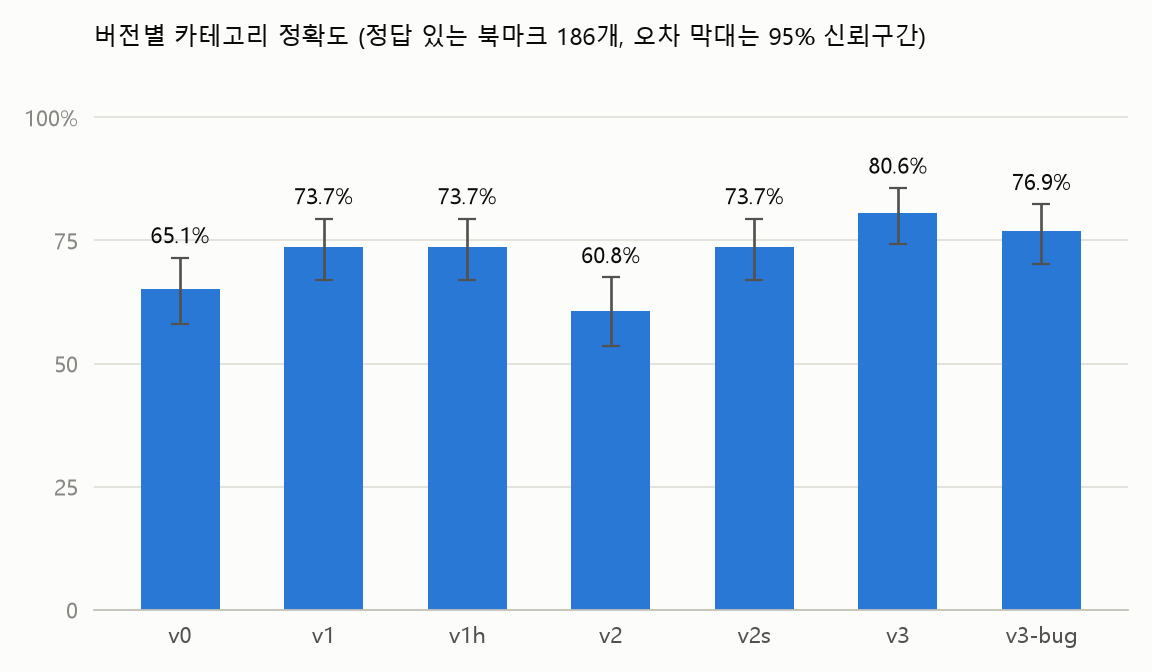 버전별 카테고리 정확도 (정답 있는 북마크 186개, 오차 막대는 95% 신뢰구간)
100%
75
50
25
0
65.1%
73.7%
73.7%
60.8%
73.7%
80.6%
76.9%
v0
v1
v1h
v2
v2s
v3
v3-bug